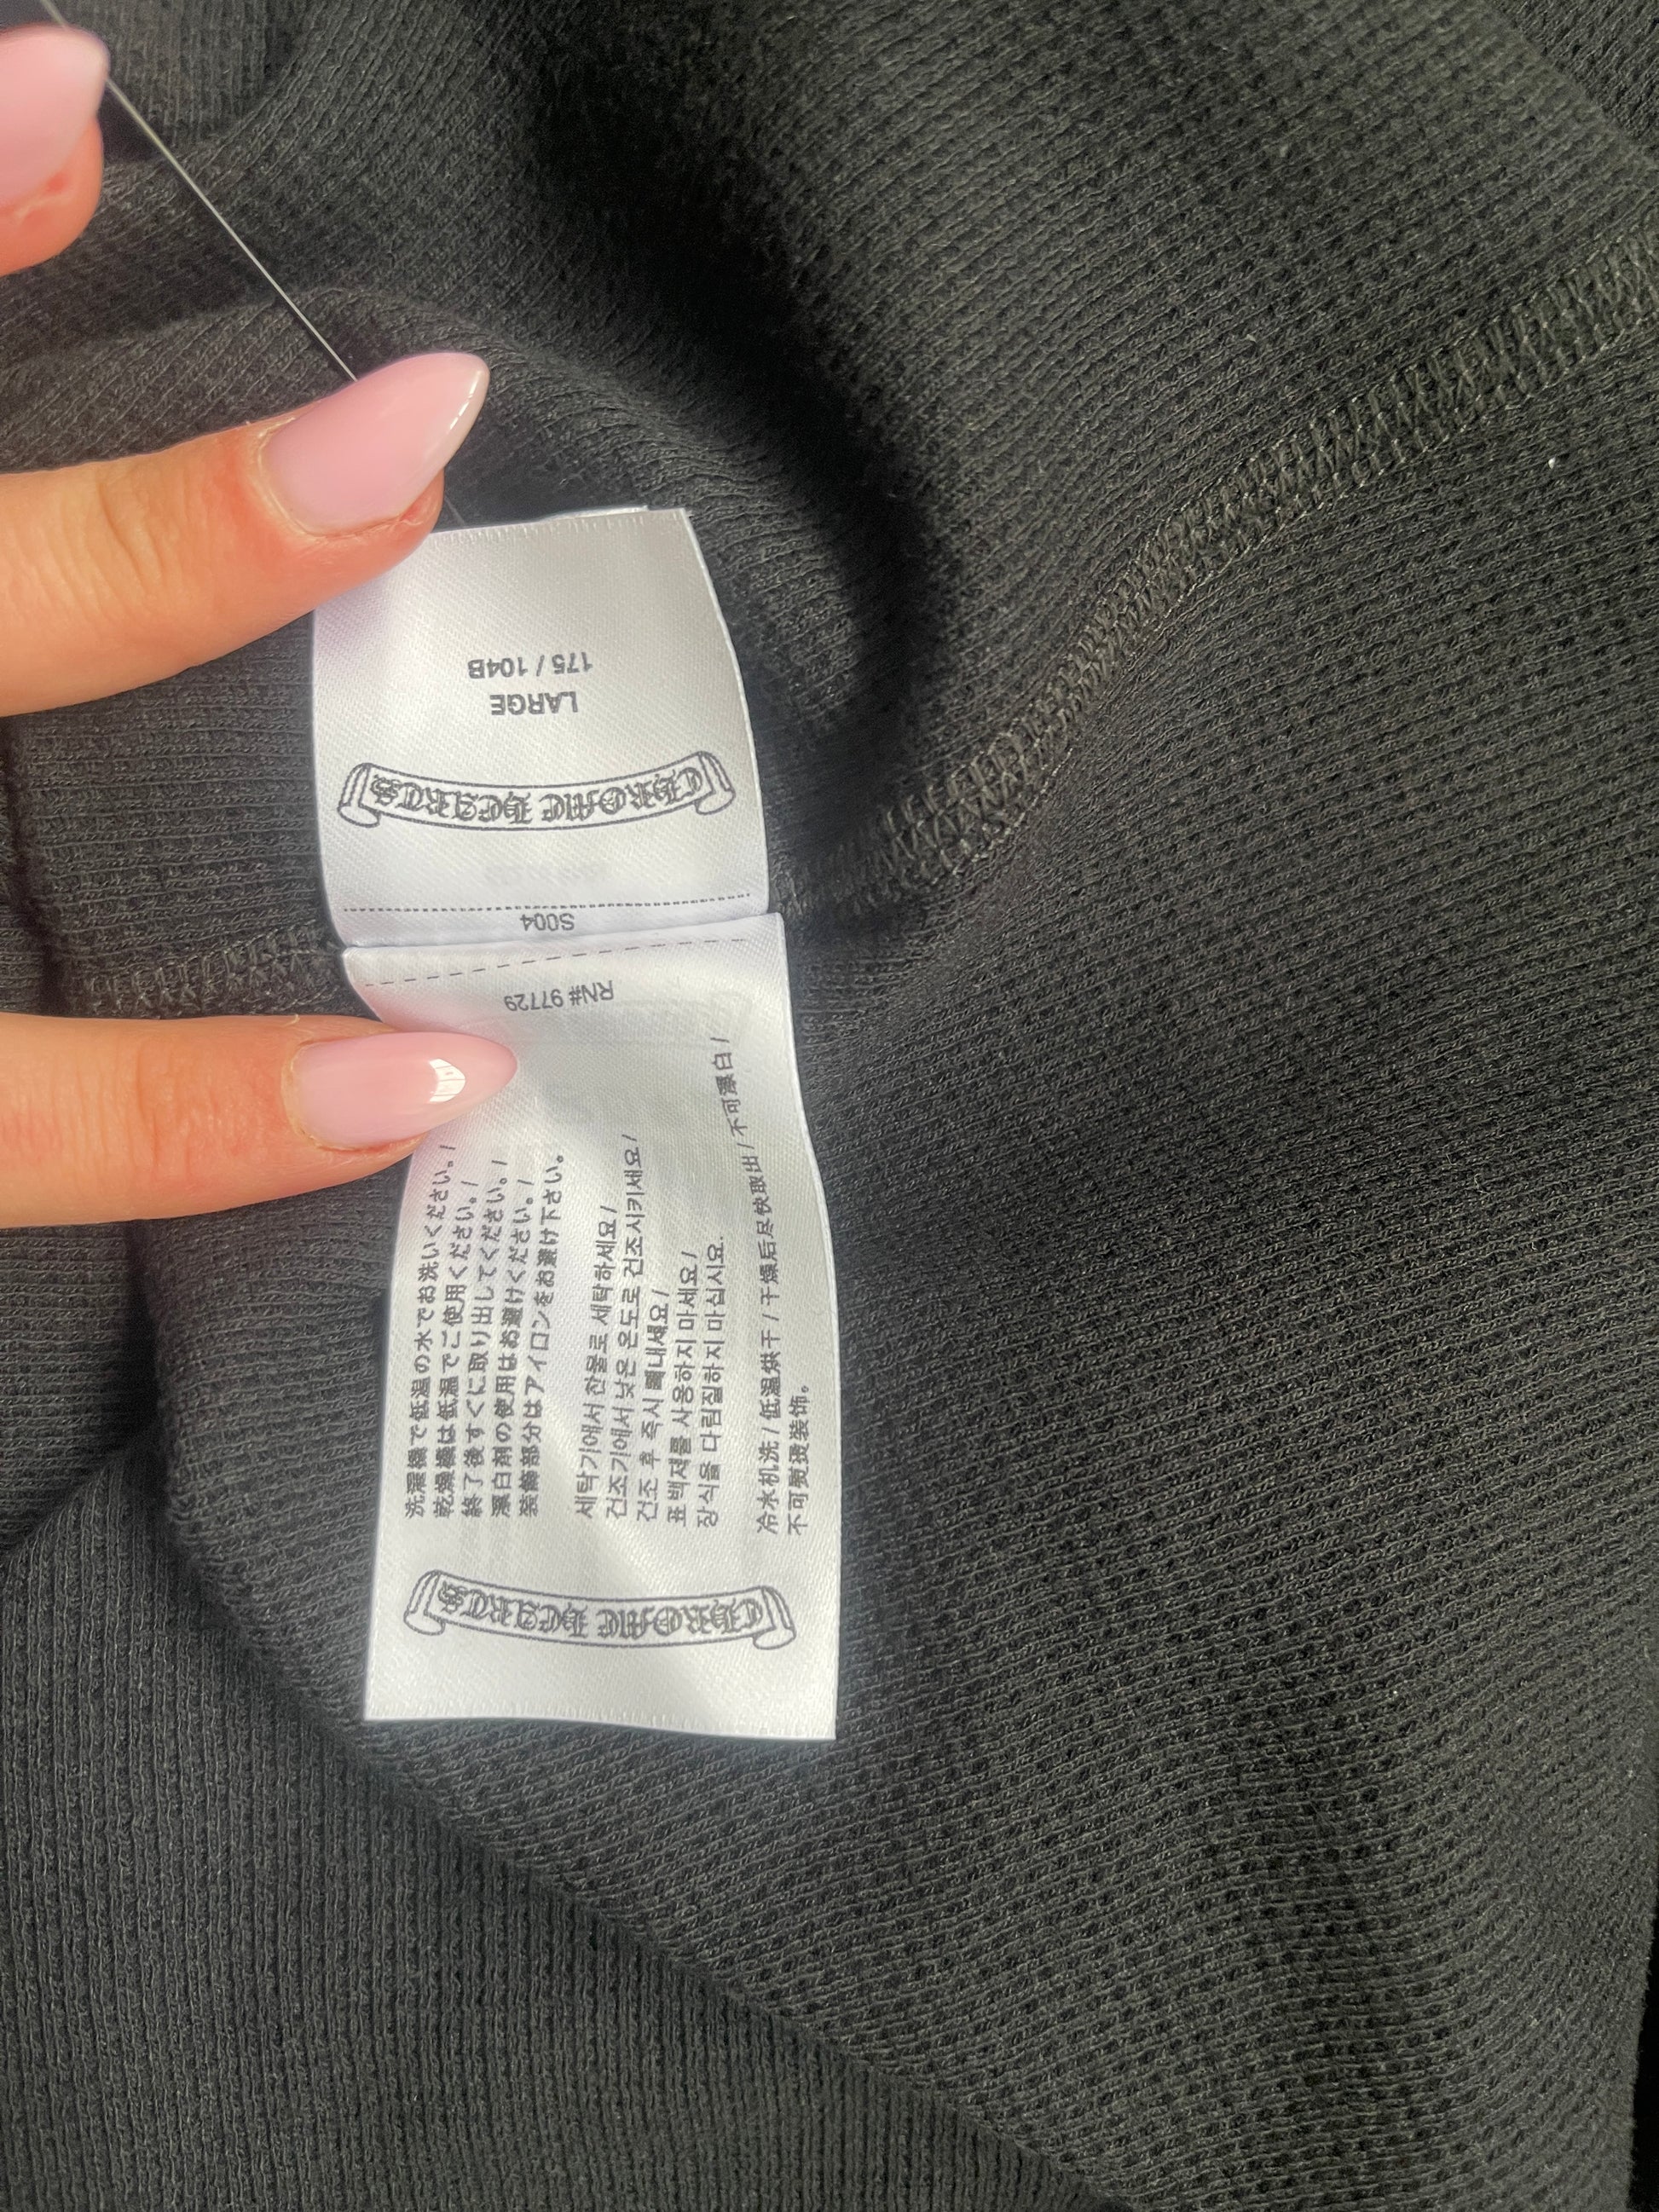 CHROME HEARTS
LARGE
175 / 104B
S004
RN# 97729
洗濯機で低温の水でお洗いください。/
乾燥機は低温でご使用ください。/
終了後すぐに取り出してください。/
漂白剤の使用はお避けください。/
装飾部分はアイロンをお避け下さい。
세탁기에서 찬물로 세탁하세요 /
건조기에서 낮은 온도로 건조시키세요 /
건조 후 즉시 빼내세요 /
표백제를 사용하지 마세요 /
장식을 다림질하지 마십시요.
冷水机洗 / 低温烘干 / 干燥后尽快取出 / 不可漂白 /
不可熨烫装饰。
CHROME HEARTS